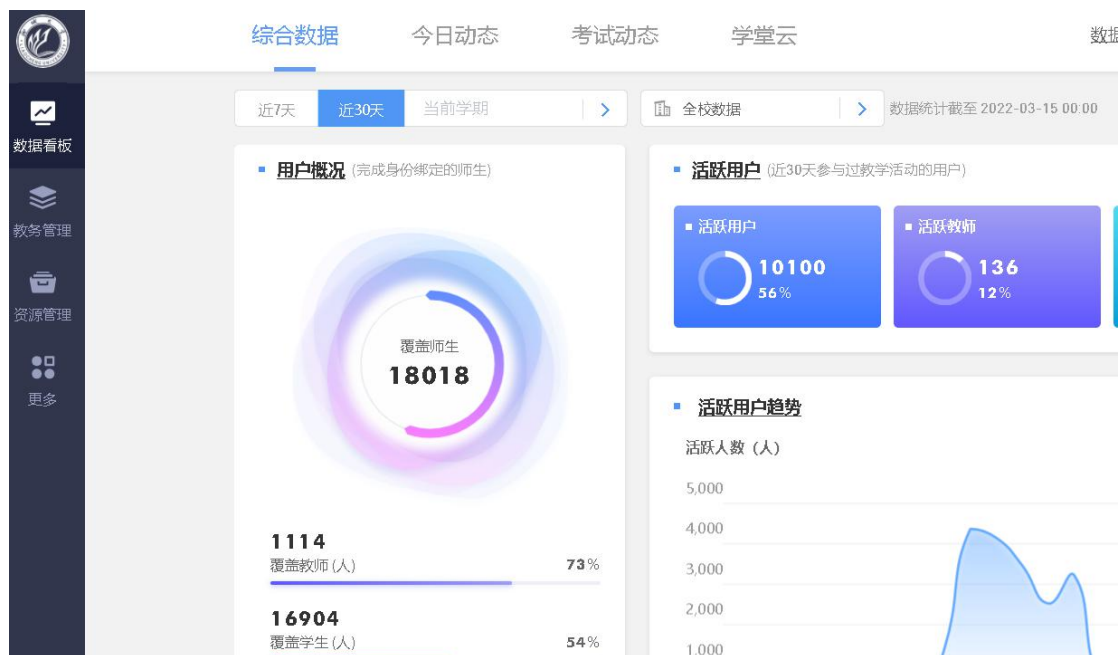 综合数据 今日动态 考试动态 学堂云 数据
数据看板
教务管理
资源管理
更多
近7天 近30天 当前学期 全校数据 数据统计截至 2022-03-15 00:00
用户概况 (完成身份绑定的师生)
覆盖师生
18018
1114
覆盖教师 (人) 73%
16904
覆盖学生 (人) 54%
活跃用户 (近30天参与过教学活动的用户)
活跃用户
10100
56%
活跃教师
136
12%
活跃用户趋势
活跃人数 (人)
5,000
4,000
3,000
2,000
1,000